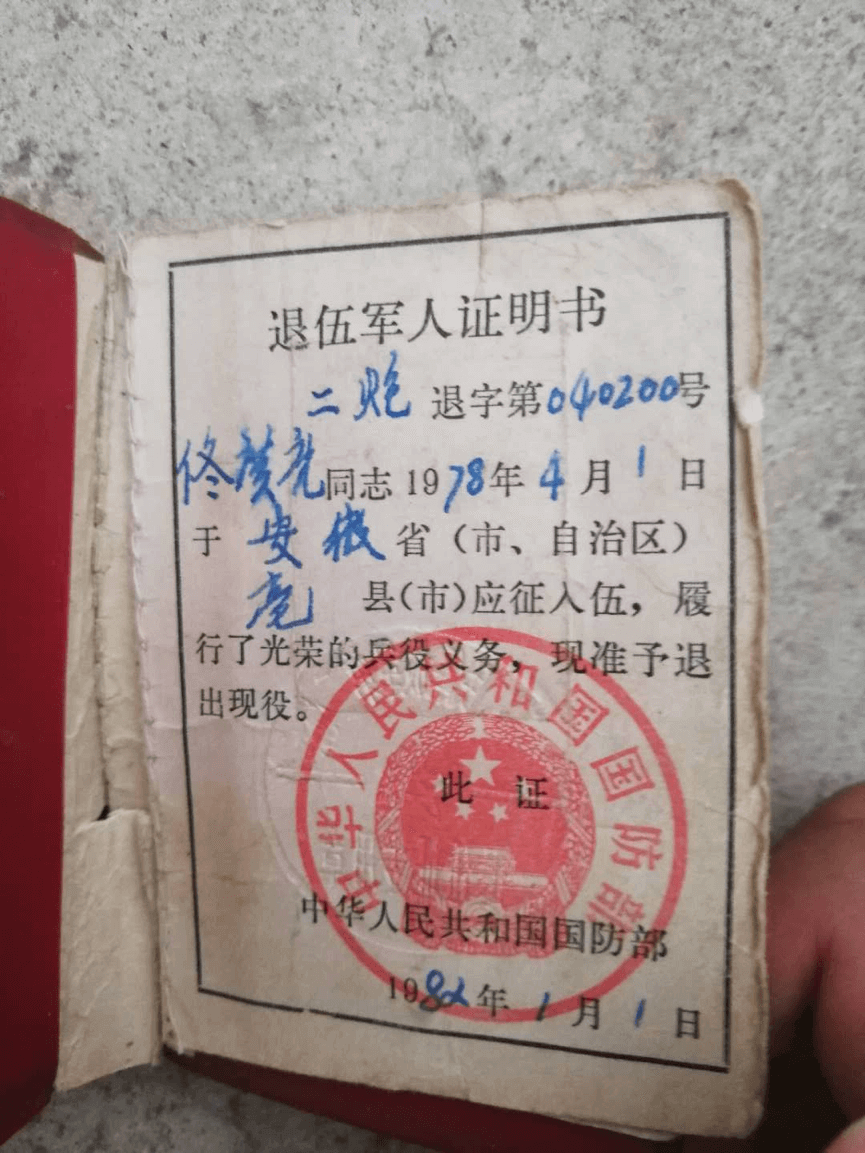 退伍军人证明书
二炮 退字第040200号
佟贺亮同志1978年4月1日
于 安徽 省（市、自治区）
亳 县（市）应征入伍，履
行了光荣的兵役义务，现准予退
出现役。
此 证
中华人民共和国国防部
中华人民共和国国防部
1982年1月1日